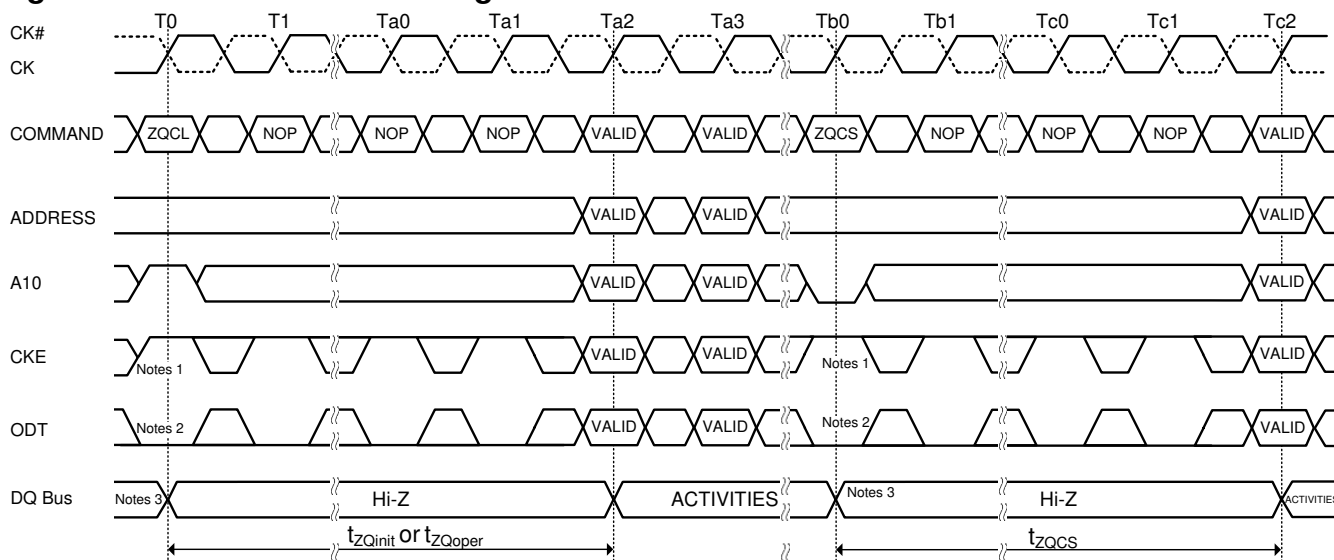 T0 T1 Ta0 Ta1 Ta2 Ta3 Tb0 Tb1 Tc0 Tc1 Tc2
CK#
CK
COMMAND ZQCL NOP NOP NOP VALID VALID ZQCS NOP NOP NOP VALID
ADDRESS VALID VALID VALID
A10 VALID VALID VALID
CKE Notes 1 VALID VALID Notes 1 VALID
ODT Notes 2 VALID VALID Notes 2 VALID
DQ Bus Notes 3 Hi-Z ACTIVITIES Notes 3 Hi-Z ACTIVITIES
tZQinit or tZQoper tZQCS